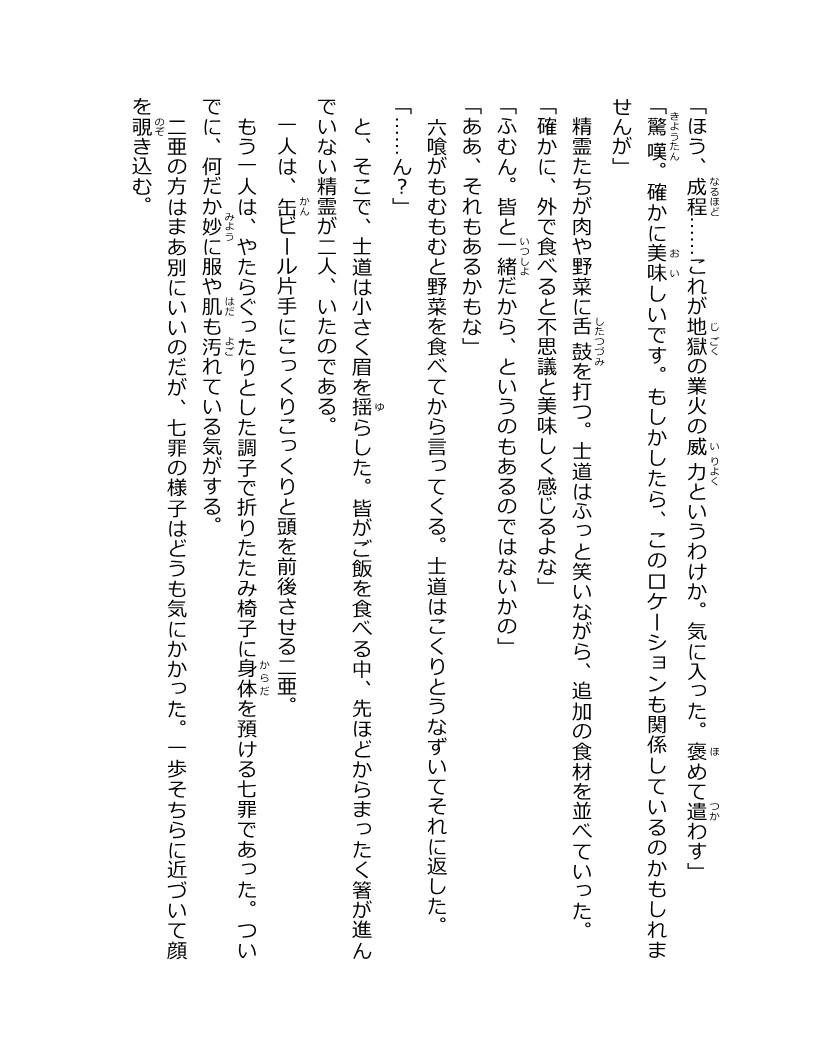 「ほう、成程……これが地獄の業火の威力というわけか。気に入った。褒めて遣わす」
「驚嘆。確かに美味しいです。もしかしたら、このロケーションも関係しているのかもしれま
せんが」
精霊たちが肉や野菜に舌鼓を打つ。士道はふっと笑いながら、追加の食材を並べていった。
「確かに、外で食べると不思議と美味しく感じるよな」
「ふむん。皆と一緒だから、というのもあるのではないかの」
「ああ、それもあるかもな」
六喰がもむもむと野菜を食べてから言ってくる。士道はこくりとうなずいてそれに返した。
「……ん？」
と、そこで、士道は小さく眉を揺らした。皆がご飯を食べる中、先ほどからまったく箸が進ん
でいない精霊が二人、いたのである。
一人は、缶ビール片手にこっくりこっくりと頭を前後させる二亜。
もう一人は、やたらぐったりとした調子で折りたたみ椅子に身体を預ける七罪であった。つい
でに、何だか妙に服や肌も汚れている気がする。
二亜の方はまあ別にいいのだが、七罪の様子はどうも気にかかった。一歩そちらに近づいて顔
を覗き込む。